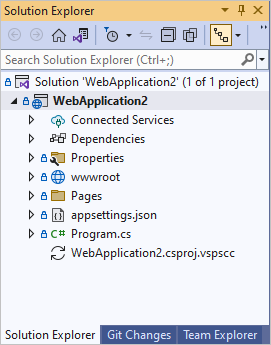 Solution Explorer
Search Solution Explorer (Ctrl+;)
Solution 'WebApplication2' (1 of 1 project)
WebApplication2
Connected Services
Dependencies
Properties
wwwroot
Pages
appsettings.json
C# Program.cs
WebApplication2.csproj.vspscc
Solution Explorer Git Changes Team Explorer